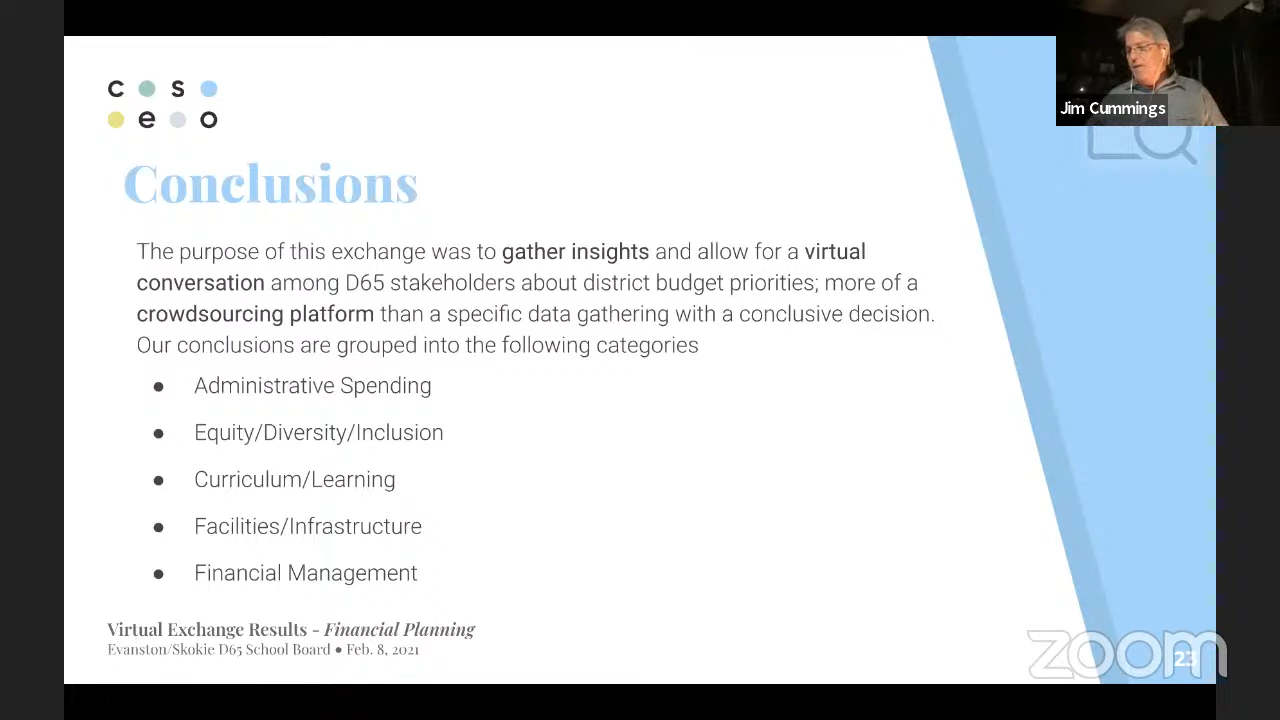 c s
e o
Jim Cummings
Conclusions
The purpose of this exchange was to gather insights and allow for a virtual
conversation among D65 stakeholders about district budget priorities; more of a
crowdsourcing platform than a specific data gathering with a conclusive decision.
Our conclusions are grouped into the following categories
● Administrative Spending
● Equity/Diversity/Inclusion
● Curriculum/Learning
● Facilities/Infrastructure
● Financial Management
Virtual Exchange Results - Financial Planning
Evanston/Skokie D65 School Board ● Feb. 8, 2021
zoom
23